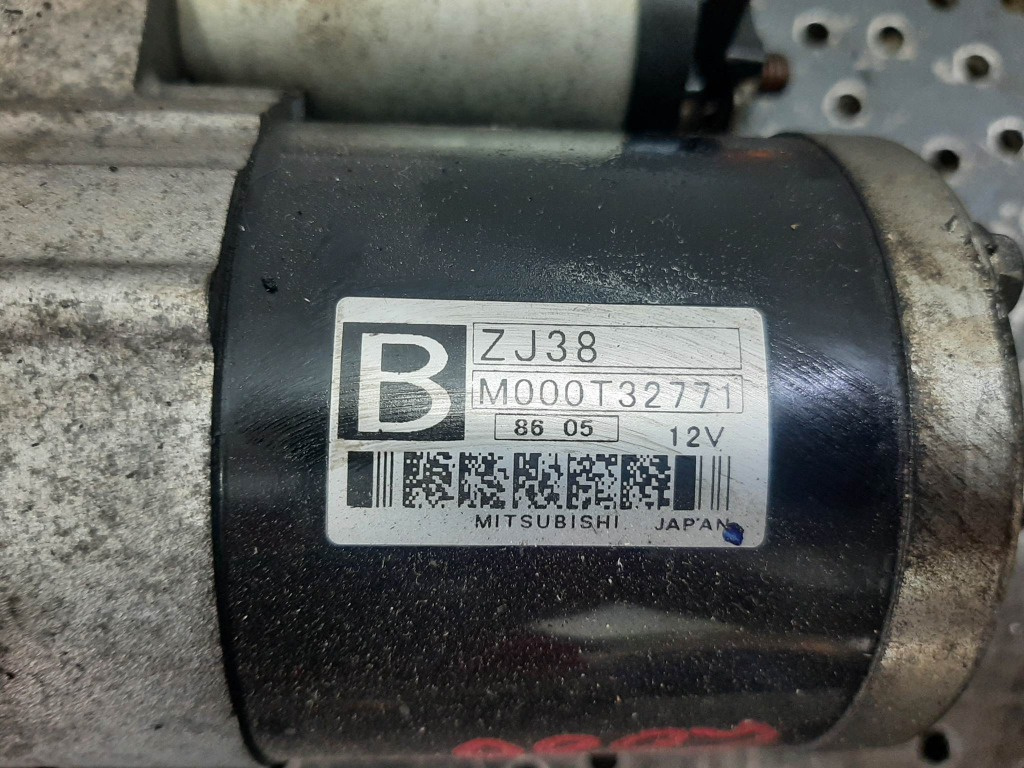 B
ZJ38
M000T32771
86 05
12V
MITSUBISHI JAPAN